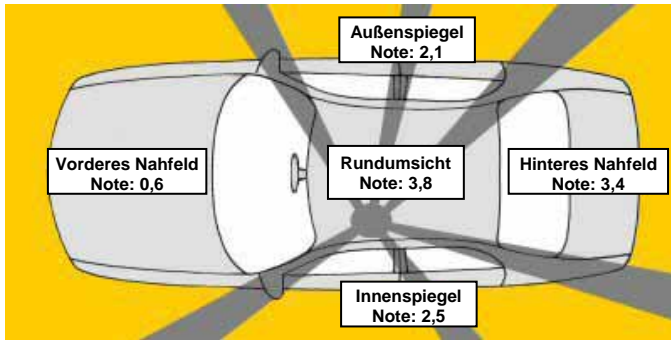 Außenspiegel
Note: 2,1
Vorderes Nahfeld
Note: 0,6
Rundumsicht
Note: 3,8
Hinteres Nahfeld
Note: 3,4
Innenspiegel
Note: 2,5